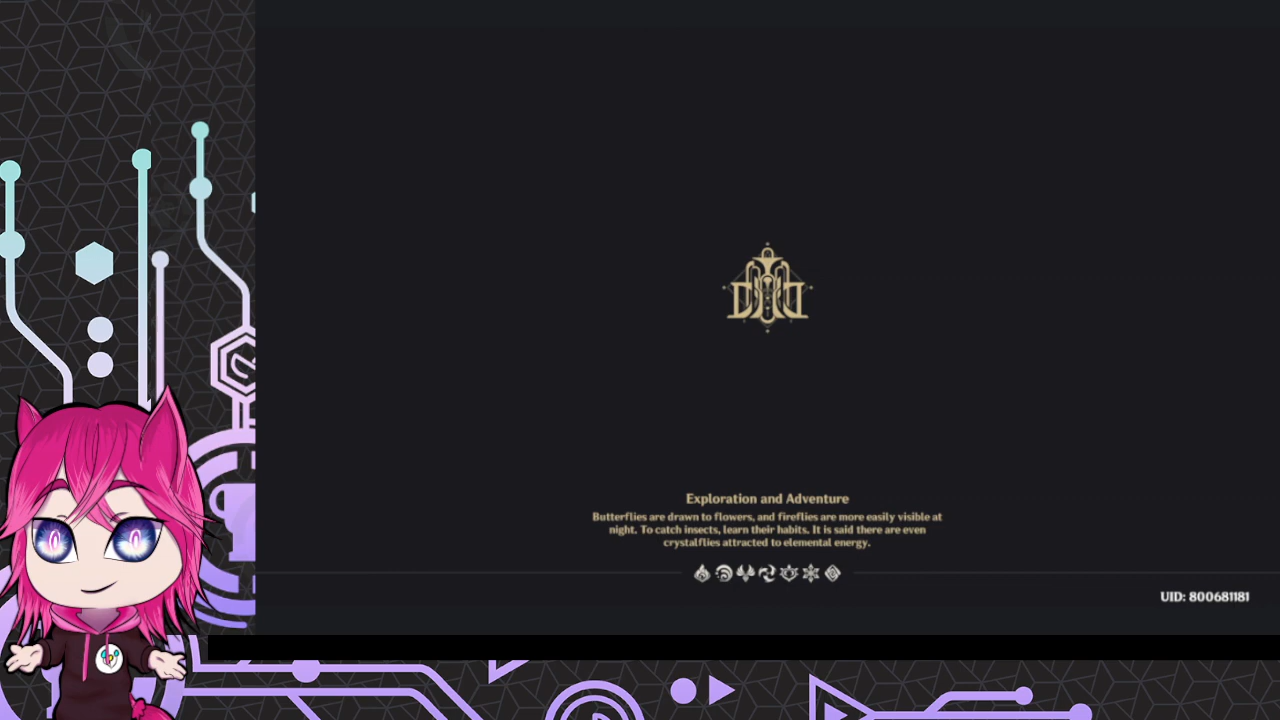 Exploration and Adventure
Butterflies are drawn to flowers, and fireflies are more easily visible at
night. To catch insects, learn their habits. It is said there are even
crystalflies attracted to elemental energy.
UID: 800681181